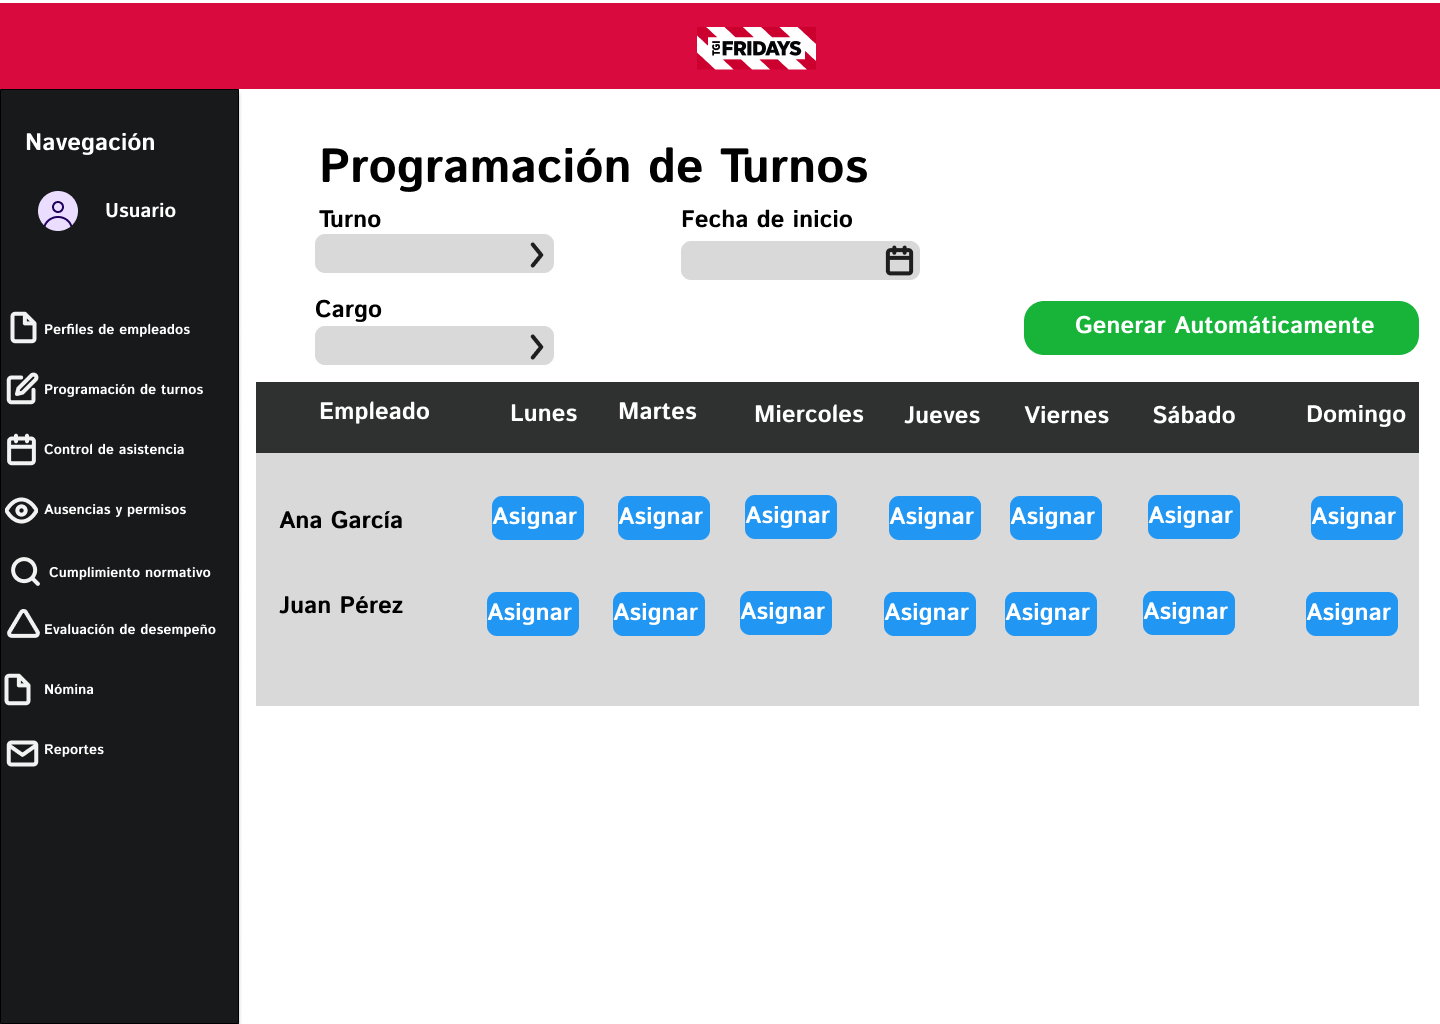 TGI FRIDAYS
Navegación
Usuario
Perfiles de empleados
Programación de turnos
Control de asistencia
Ausencias y permisos
Cumplimiento normativo
Evaluación de desempeño
Nómina
Reportes
Programación de Turnos
Turno
Fecha de inicio
Cargo
Generar Automáticamente
Empleado Lunes Martes Miercoles Jueves Viernes Sábado Domingo
Ana García Asignar Asignar Asignar Asignar Asignar Asignar Asignar
Juan Pérez Asignar Asignar Asignar Asignar Asignar Asignar Asignar